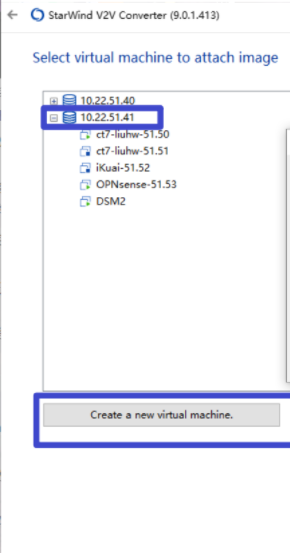 StarWind V2V Converter (9.0.1.413)
Select virtual machine to attach image
10.22.51.40
10.22.51.41
ct7-liuhw-51.50
ct7-liuhw-51.51
iKuai-51.52
OPNsense-51.53
DSM2
Create a new virtual machine.